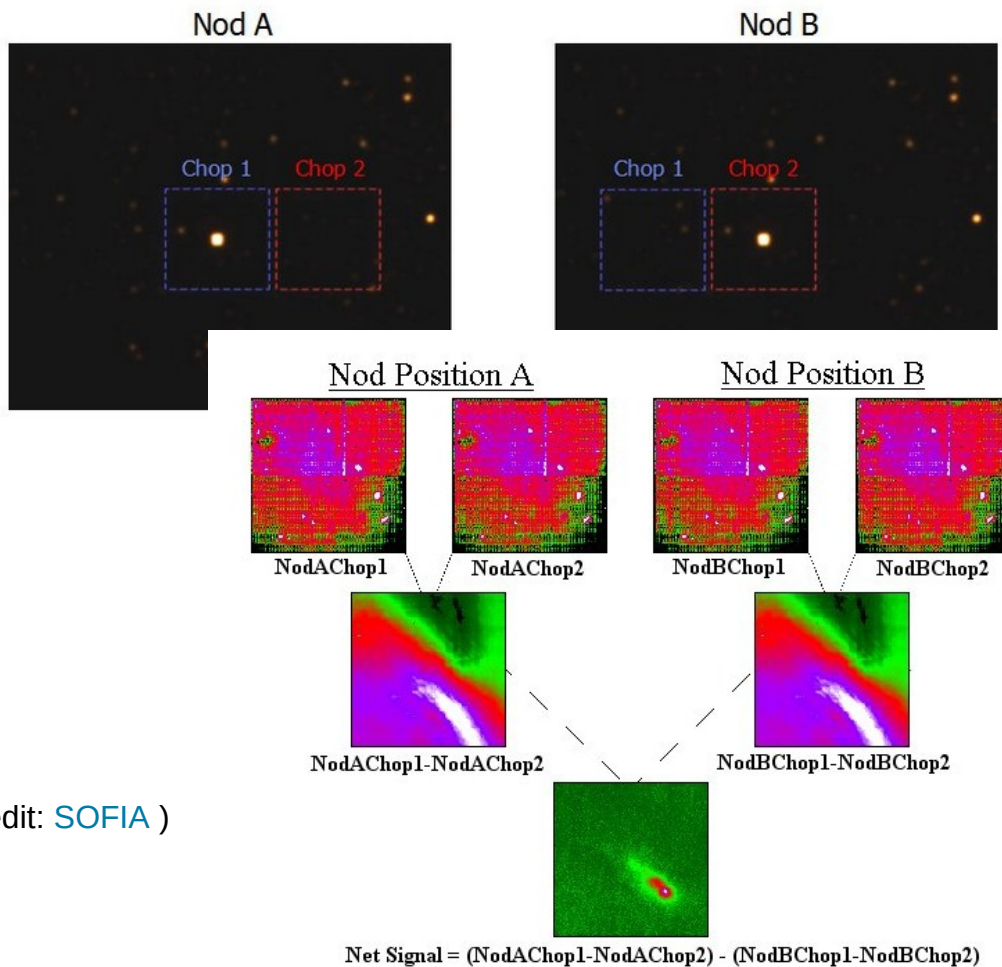 Nod A
Nod B
Chop 1
Chop 2
Chop 1
Chop 2
Nod Position A
Nod Position B
NodAChop1
NodAChop2
NodBChop1
NodBChop2
NodAChop1-NodAChop2
NodBChop1-NodBChop2
edit: SOFIA )
Net Signal = (NodAChop1-NodAChop2) - (NodBChop1-NodBChop2)